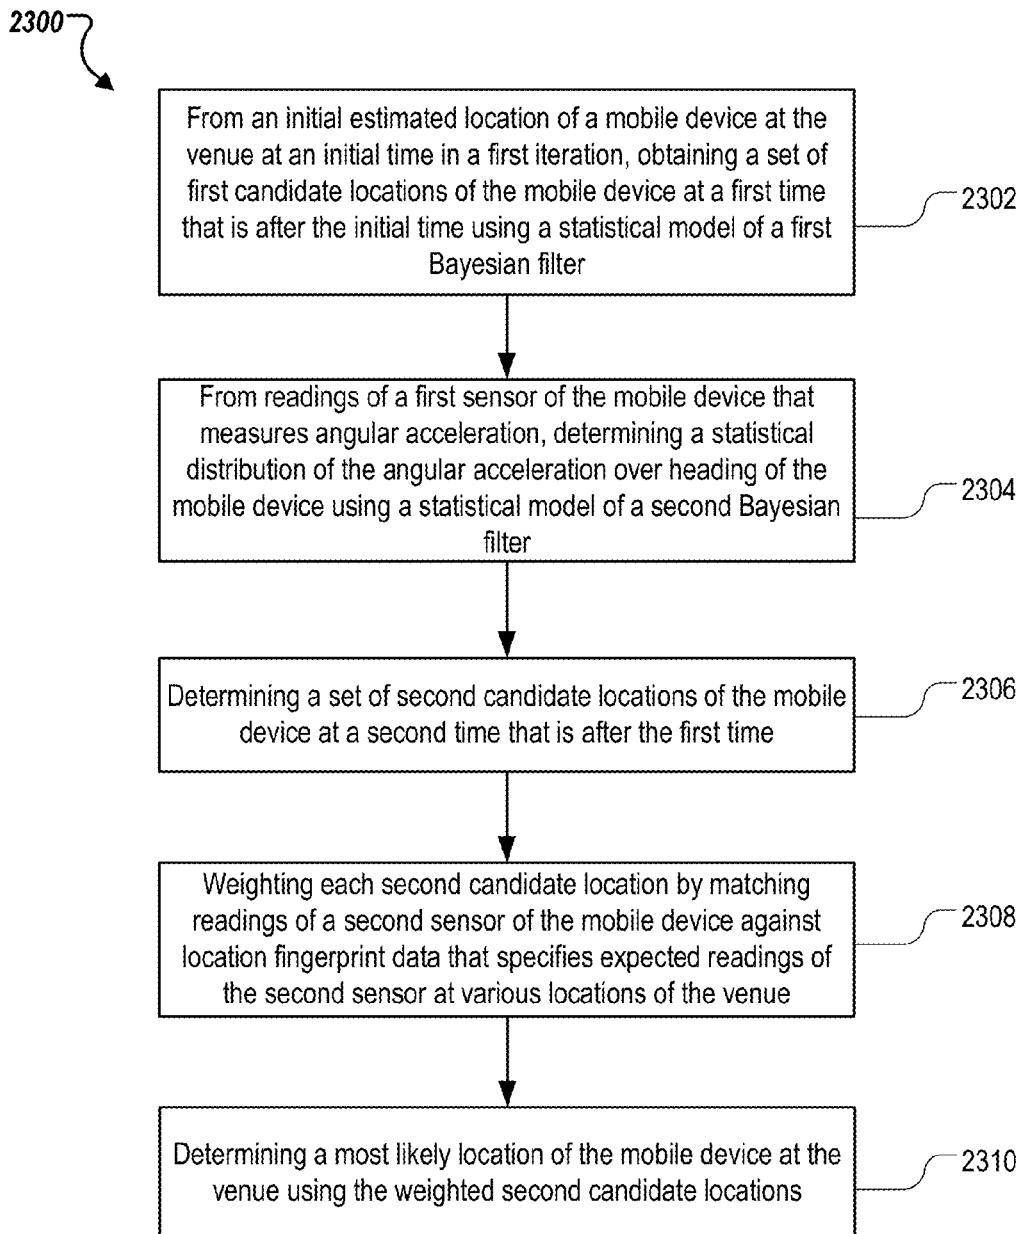 2300
From an initial estimated location of a mobile device at the
venue at an initial time in a first iteration, obtaining a set of
first candidate locations of the mobile device at a first time
that is after the initial time using a statistical model of a first
Bayesian filter
2302
From readings of a first sensor of the mobile device that
measures angular acceleration, determining a statistical
distribution of the angular acceleration over heading of the
mobile device using a statistical model of a second Bayesian
filter
2304
Determining a set of second candidate locations of the mobile
device at a second time that is after the first time
2306
Weighting each second candidate location by matching
readings of a second sensor of the mobile device against
location fingerprint data that specifies expected readings of
the second sensor at various locations of the venue
2308
Determining a most likely location of the mobile device at the
venue using the weighted second candidate locations
2310